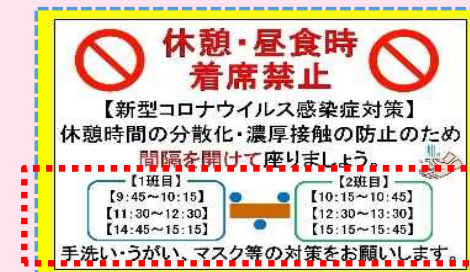 休憩・昼食時
着席禁止
【新型コロナウイルス感染症対策】
休憩時間の分散化・濃厚接触の防止のため
間隔を開けて座りましょう。
【1班目】
【9:45～10:15】
【11:30～12:30】
【14:45～15:15】
【2班目】
【10:15～10:45】
【12:30～13:30】
【15:15～15:45】
手洗い・うがい、マスク等の対策をお願いします。